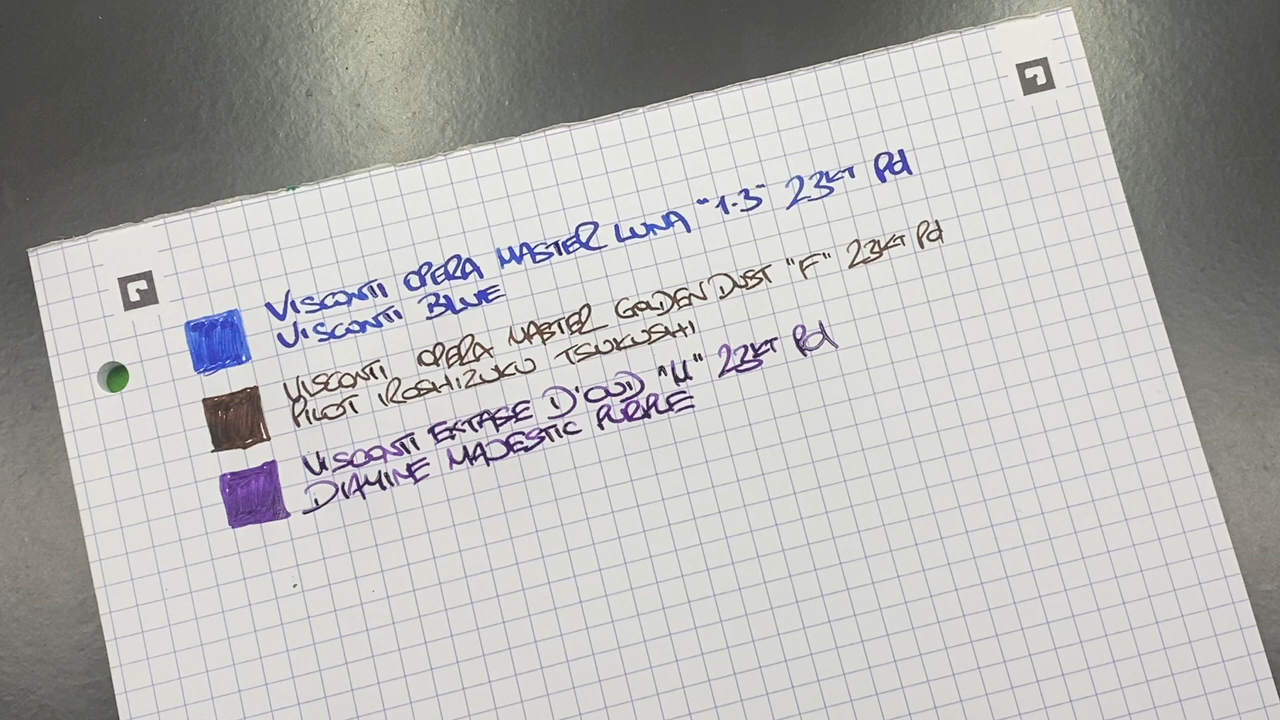 VISCONTI OPERA MASTER LUNA "1.3" 23KT Pd
VISCONTI BLUE
VISCONTI OPERA MASTER GOLDEN DUST "F" 23KT Pd
PILOT IROSHIZUKU TSUKUSHI
VISCONTI EXTASE D'OUD "M" 23KT Pd
DIAMINE MAJESTIC PURPLE